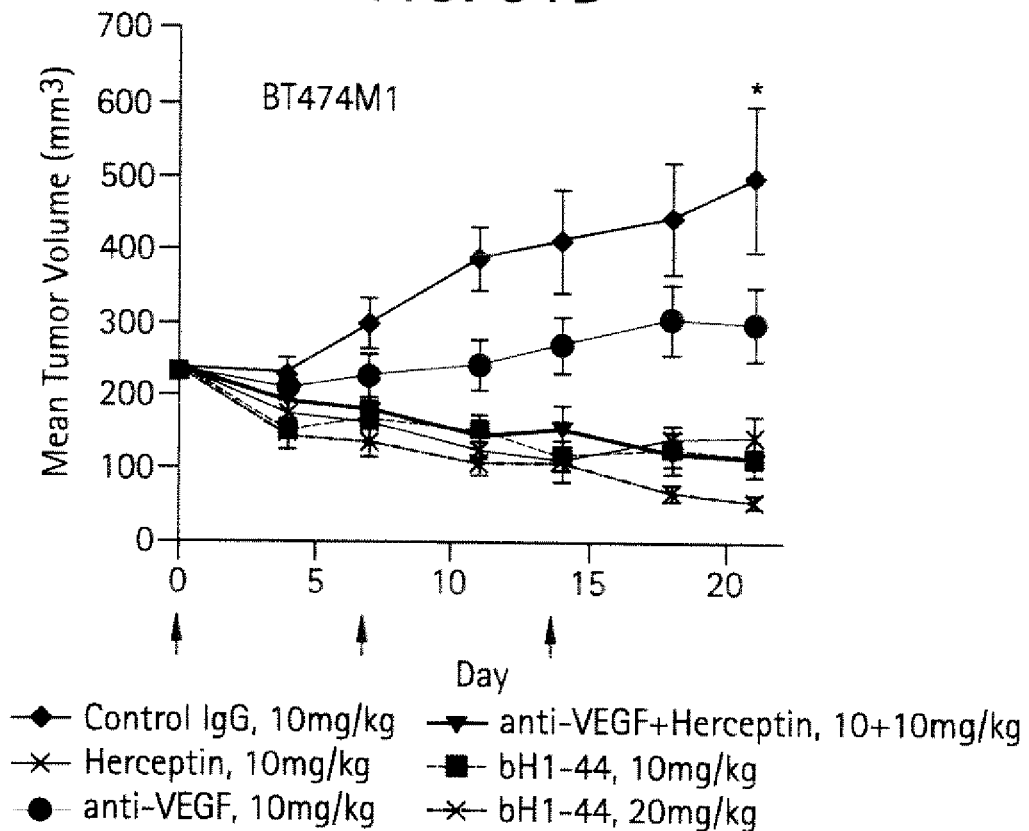 700
600
500
400
300
200
100
0
Mean Tumor Volume (mm3)
BT474M1
*
0 5 10 15 20
Day
Control IgG, 10mg/kg
Herceptin, 10mg/kg
anti-VEGF, 10mg/kg
anti-VEGF+Herceptin, 10+10mg/kg
bH1-44, 10mg/kg
bH1-44, 20mg/kg